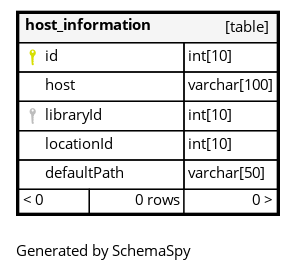 host_information [table]
id int[10]
host varchar[100]
libraryId int[10]
locationId int[10]
defaultPath varchar[50]
< 0 0 rows 0 >
Generated by SchemaSpy